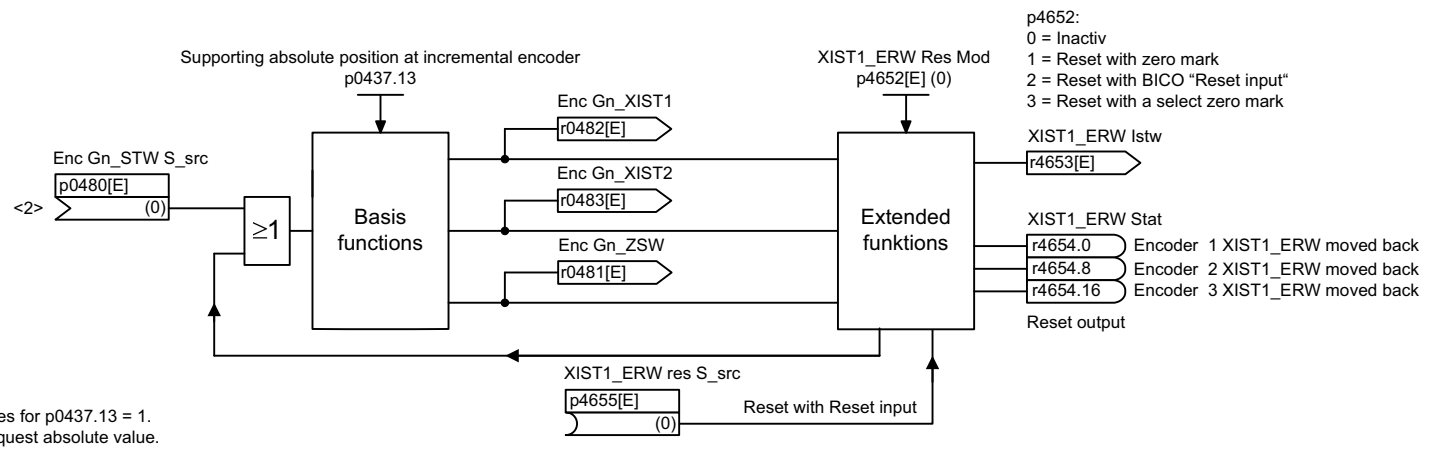 p4652:
0 = Inactiv
1 = Reset with zero mark
2 = Reset with BICO “Reset input“
3 = Reset with a select zero mark
Supporting absolute position at incremental encoder
p0437.13
XIST1_ERW Res Mod
p4652[E] (0)
Enc Gn_XIST1
r0482[E]
XIST1_ERW Istw
r4653[E]
Enc Gn_STW S_src
p0480[E]
(0)
<2>
≥1
Basis
functions
Enc Gn_XIST2
r0483[E]
Enc Gn_ZSW
r0481[E]
Extended
funktions
XIST1_ERW Stat
r4654.0 Encoder 1 XIST1_ERW moved back
r4654.8 Encoder 2 XIST1_ERW moved back
r4654.16 Encoder 3 XIST1_ERW moved back
Reset output
XIST1_ERW res S_src
p4655[E]
(0)
Reset with Reset input
for p0437.13 = 1.
absolute value.